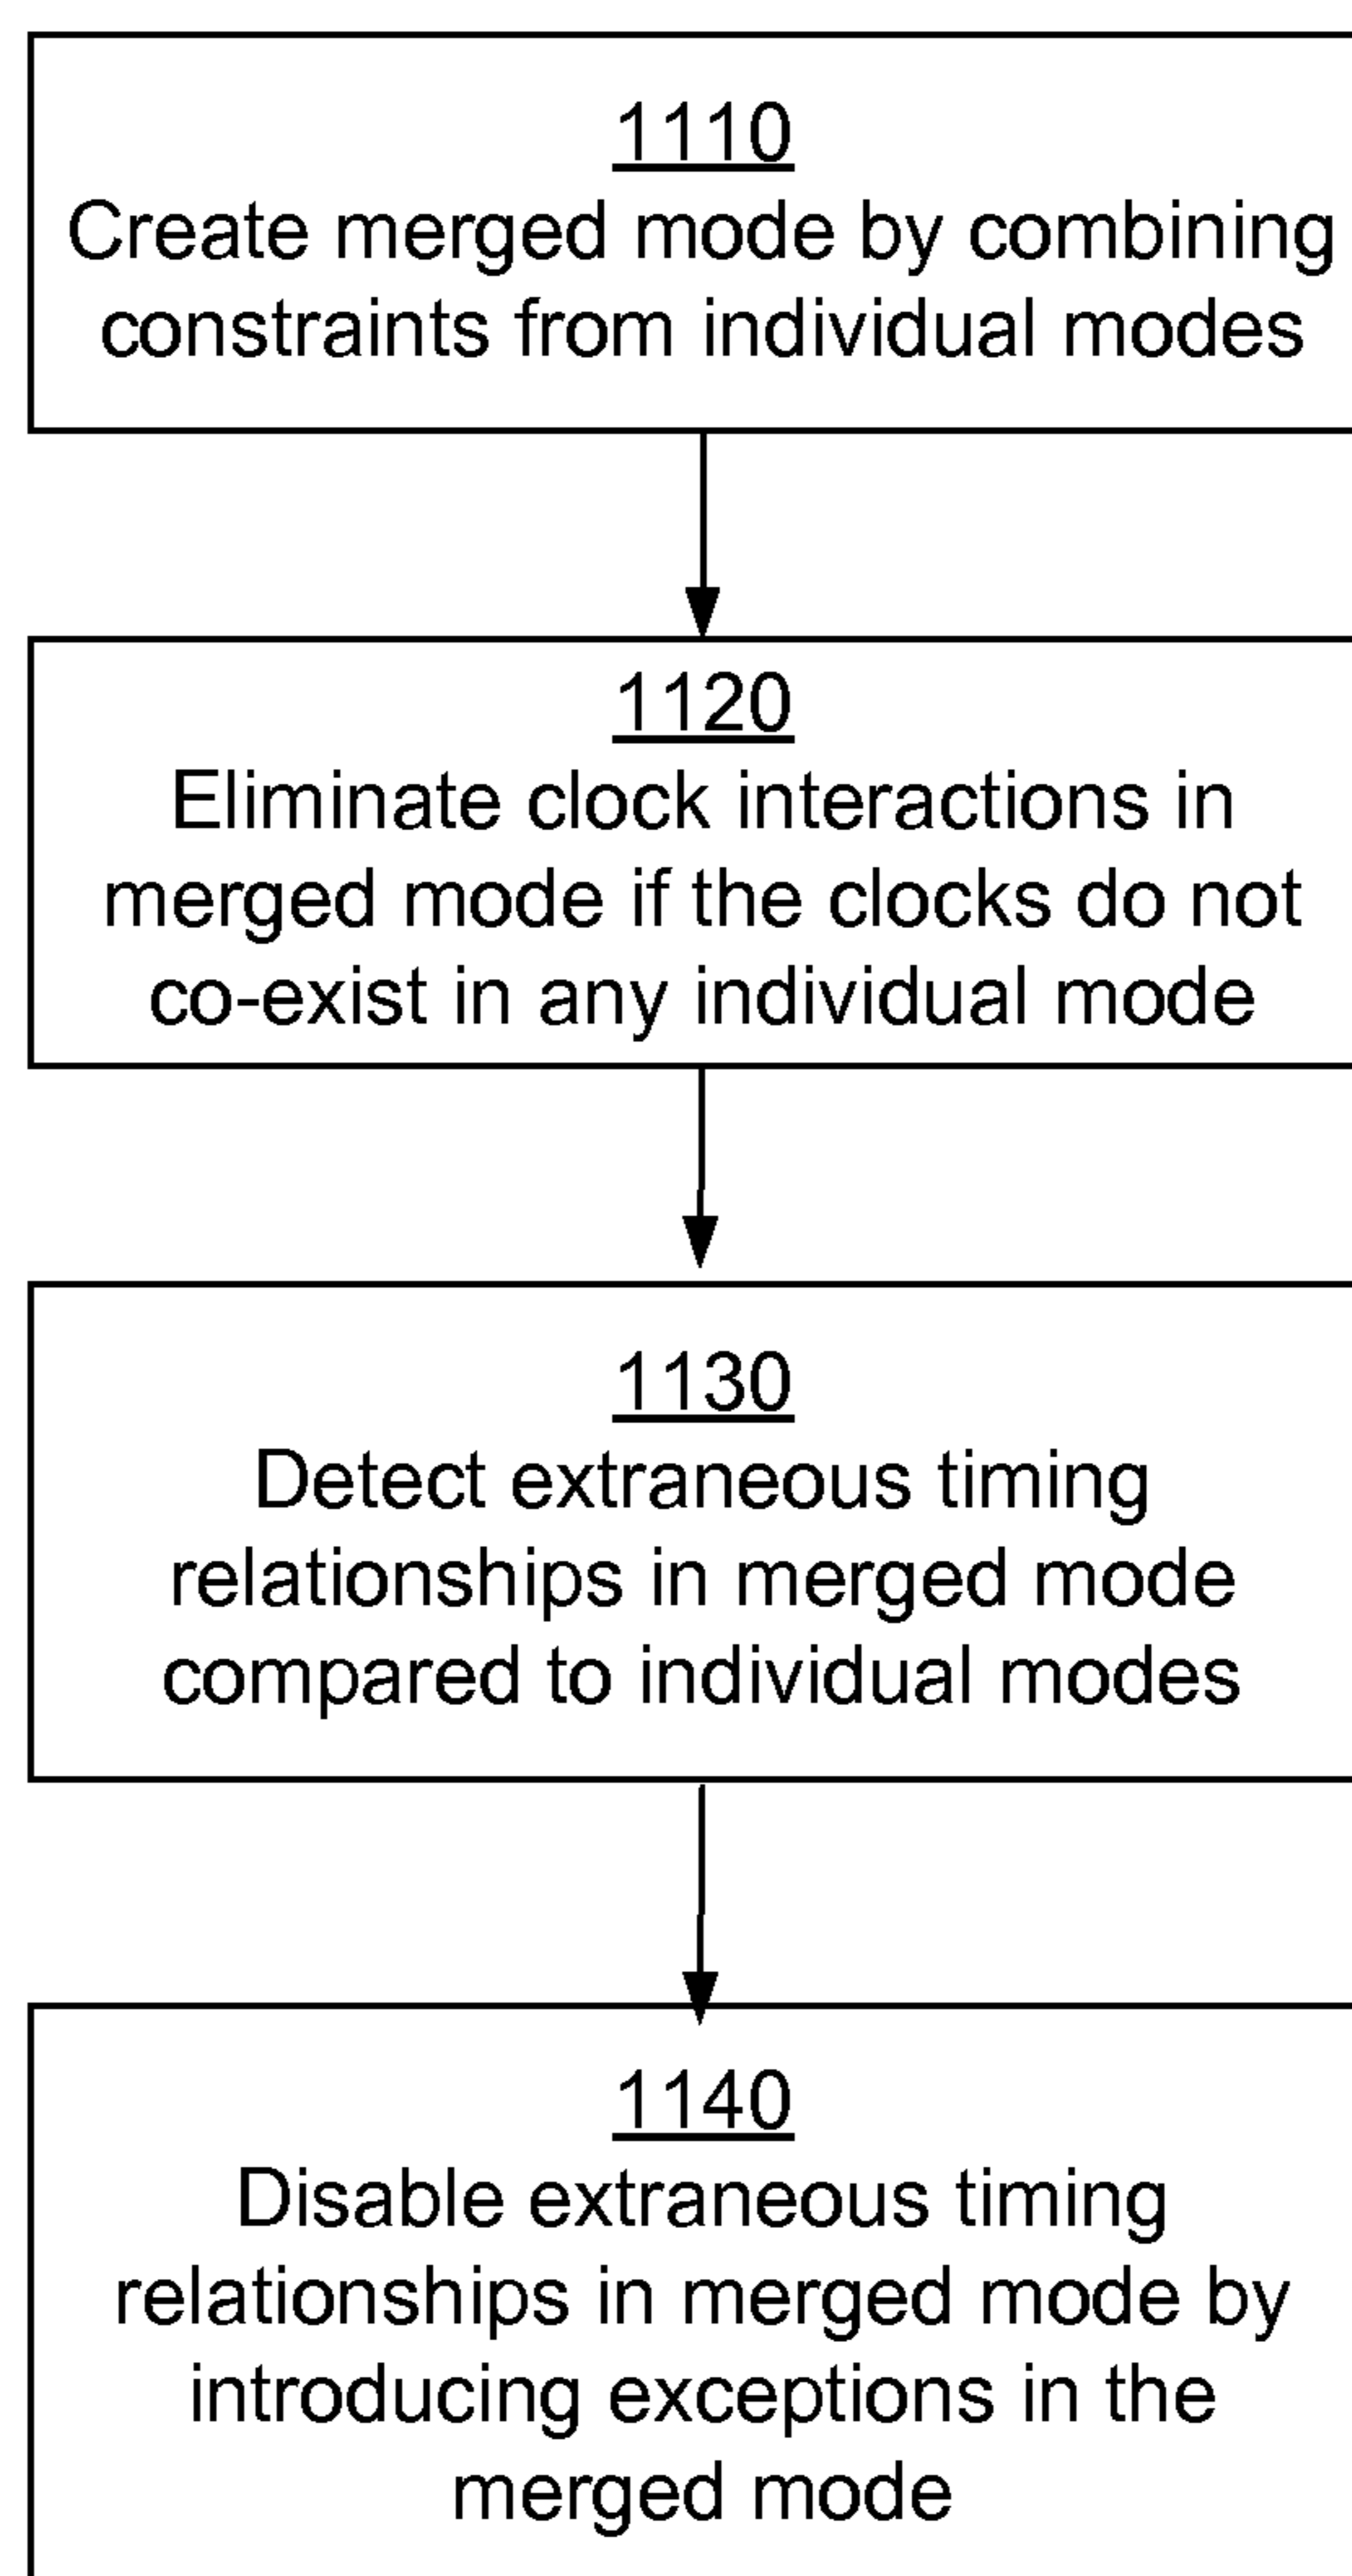 1110
Create merged mode by combining
constraints from individual modes
1120
Eliminate clock interactions in
merged mode if the clocks do not
co-exist in any individual mode
1130
Detect extraneous timing
relationships in merged mode
compared to individual modes
1140
Disable extraneous timing
relationships in merged mode by
introducing exceptions in the
merged mode